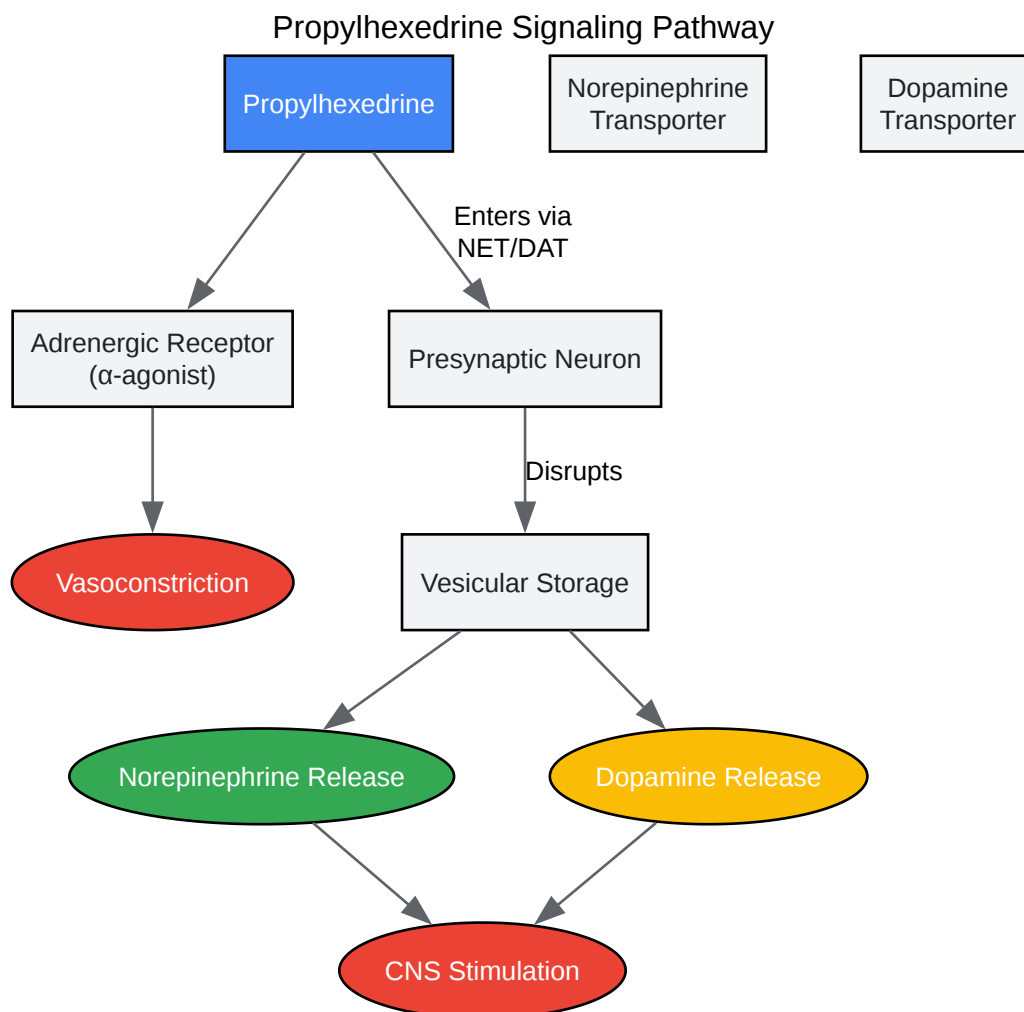 Propylhexedrine Signaling Pathway
Propylhexedrine
Norepinephrine
Transporter
Dopamine
Transporter
Enters via
NET/DAT
Adrenergic Receptor
(α-agonist)
Presynaptic Neuron
Disrupts
Vasoconstriction
Vesicular Storage
Norepinephrine Release
Dopamine Release
CNS Stimulation